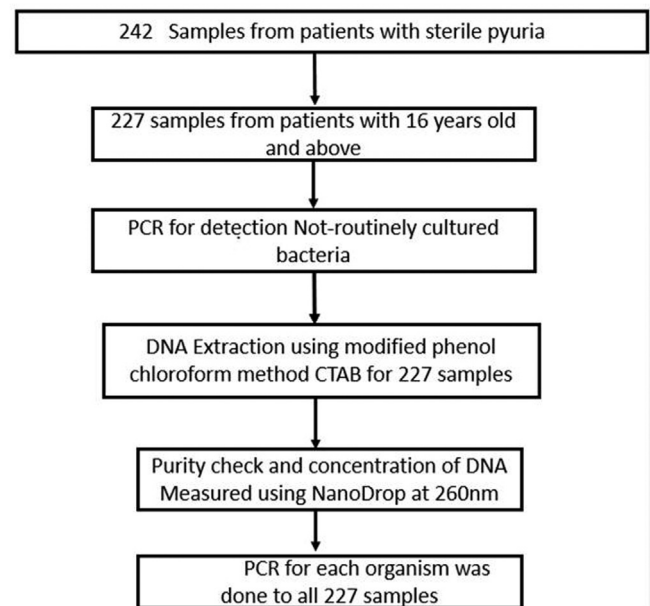 242 Samples from patients with sterile pyuria
227 samples from patients with 16 years old
and above
PCR for detection Not-routinely cultured
bacteria
DNA Extraction using modified phenol
chloroform method CTAB for 227 samples
Purity check and concentration of DNA
Measured using NanoDrop at 260nm
PCR for each organism was
done to all 227 samples